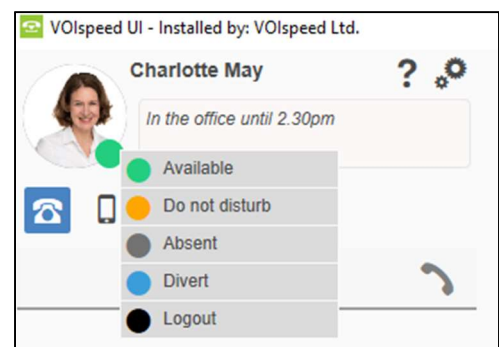 VOIspeed UI - Installed by: VOIspeed Ltd.
Charlotte May
?
In the office until 2.30pm
Available
Do not disturb
Absent
Divert
Logout